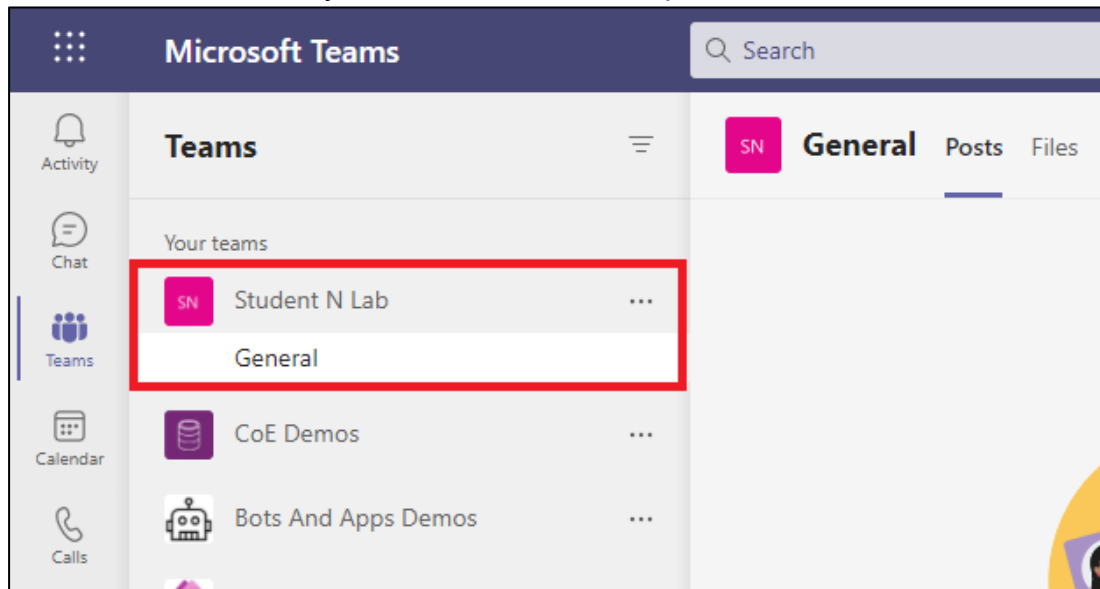 Microsoft Teams
Search
Activity
Chat
Teams
Calendar
Calls
Teams
Your teams
SN Student N Lab
General
CoE Demos
Bots And Apps Demos
SN General Posts Files